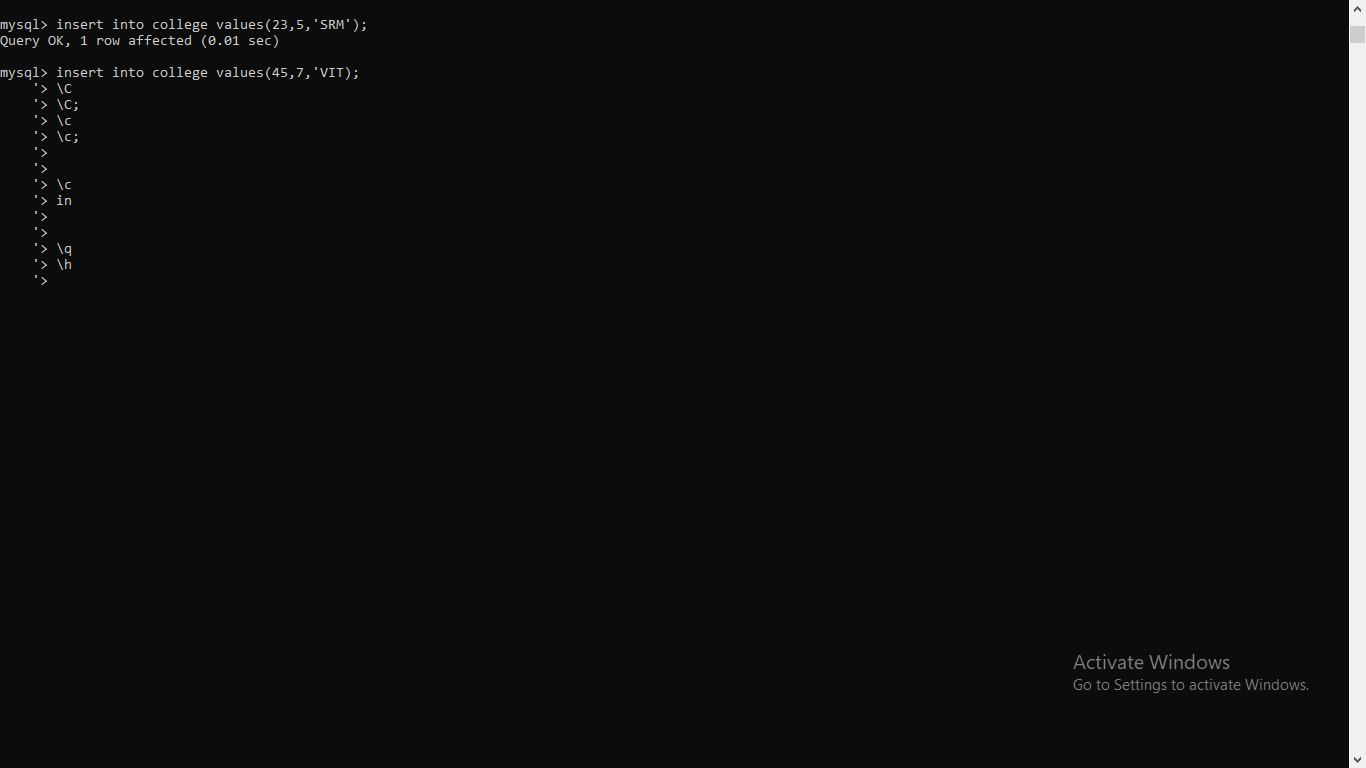 mysql> insert into college values(23,5,'SRM');
Query OK, 1 row affected (0.01 sec)
mysql> insert into college values(45,7,'VIT);
'> \C
'> \C;
'> \c
'> \c;
'>
'>
'> \c
'> in
'>
'>
'> \q
'> \h
'>
Activate Windows
Go to Settings to activate Windows.